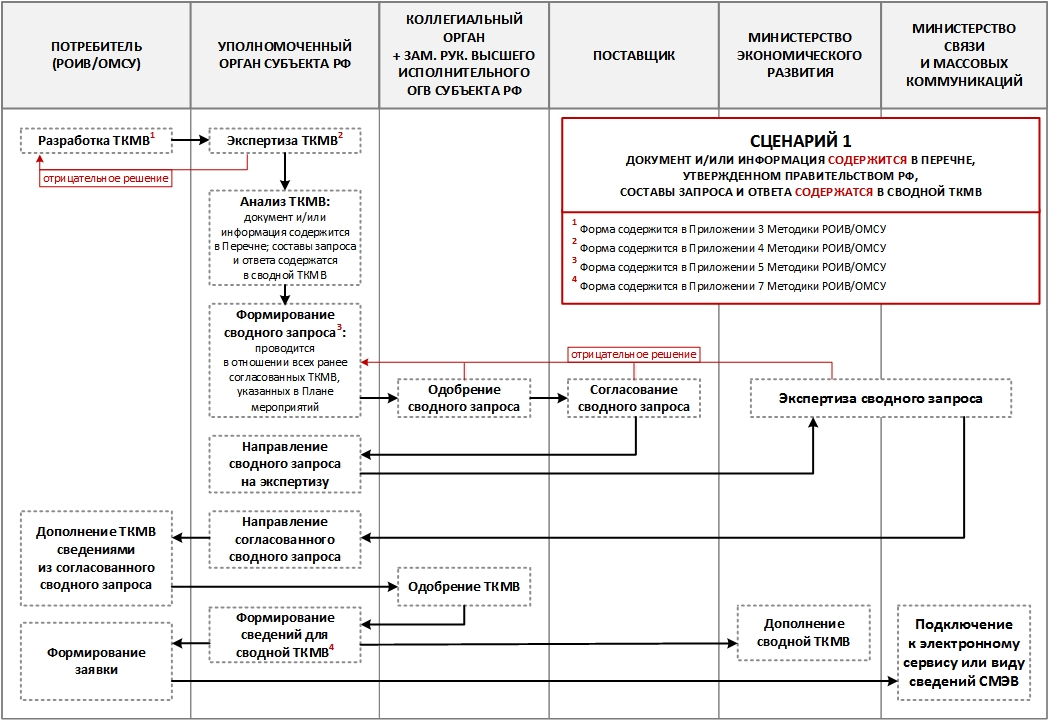 ПОТРЕБИТЕЛЬ
(РОИВ/ОМСУ)
УПОЛНОМОЧЕННЫЙ
ОРГАН СУБЪЕКТА РФ
КОЛЛЕГИАЛЬНЫЙ
ОРГАН
+ ЗАМ. РУК. ВЫСШЕГО
ИСПОЛНИТЕЛЬНОГО
ОГВ СУБЪЕКТА РФ
ПОСТАВЩИК
МИНИСТЕРСТВО
ЭКОНОМИЧЕСКОГО
РАЗВИТИЯ
МИНИСТЕРСТВО
СВЯЗИ
И МАССОВЫХ
КОММУНИКАЦИЙ
Разработка ТКМВ1
Экспертиза ТКМВ2
отрицательное решение
СЦЕНАРИЙ 1
ДОКУМЕНТ И/ИЛИ ИНФОРМАЦИЯ СОДЕРЖИТСЯ В ПЕРЕЧНЕ,
УТВЕРЖДЕННОМ ПРАВИТЕЛЬСТВОМ РФ,
СОСТАВЫ ЗАПРОСА И ОТВЕТА СОДЕРЖАТСЯ В СВОДНОЙ ТКМВ
1 Форма содержится в Приложении 3 Методики РОИВ/ОМСУ
2 Форма содержится в Приложении 4 Методики РОИВ/ОМСУ
3 Форма содержится в Приложении 5 Методики РОИВ/ОМСУ
4 Форма содержится в Приложении 7 Методики РОИВ/ОМСУ
Анализ ТКМВ:
документ и/или
информация содержится
в Перечне; составы запроса
и ответа содержатся
в сводной ТКМВ
Формирование
сводного запроса3:
проводится
в отношении всех ранее
согласованных ТКМВ,
указанных в Плане
мероприятий
отрицательное решение
Одобрение
сводного запроса
Согласование
сводного запроса
Экспертиза сводного запроса
Направление
сводного запроса
на экспертизу
Направление
согласованного
сводного запроса
Дополнение ТКМВ
сведениями
из согласованного
сводного запроса
Одобрение ТКМВ
Формирование
сведений для
сводной ТКМВ4
Дополнение
сводной ТКМВ
Формирование
заявки
Подключение
к электронному
сервису или виду
сведений СМЭВ